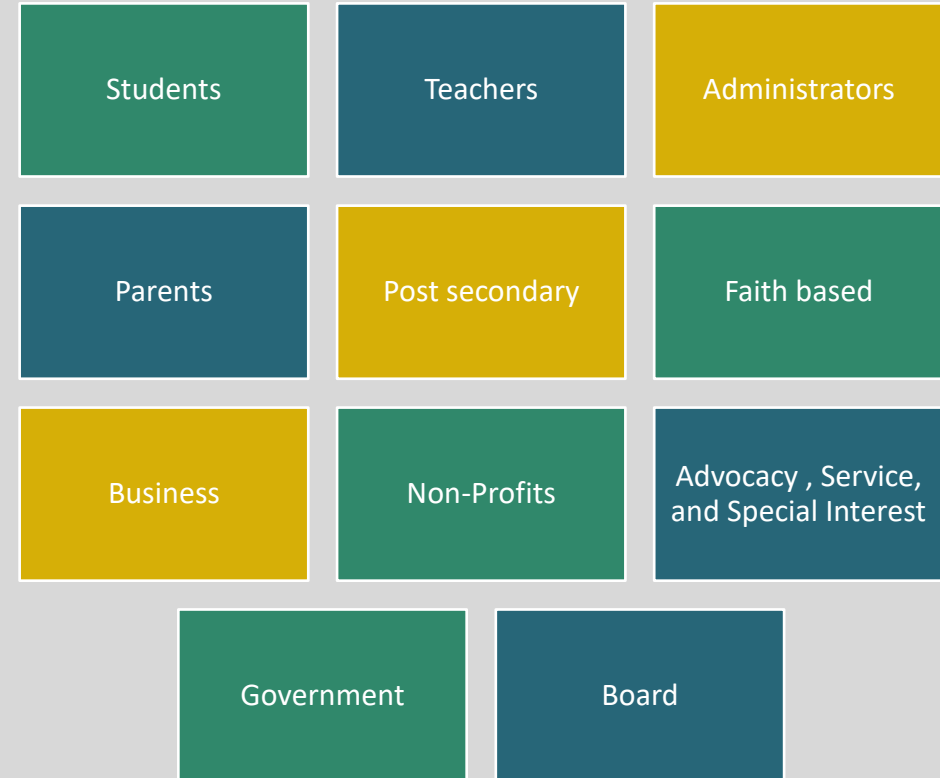 Students
Teachers
Administrators
Parents
Post secondary
Faith based
Business
Non-Profits
Advocacy , Service,
and Special Interest
Government
Board